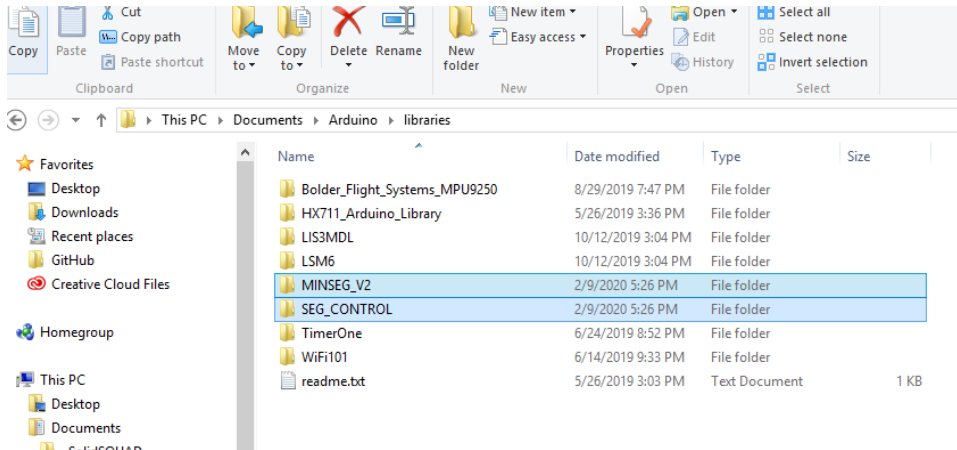 Cut
Copy path
Paste shortcut
Copy
Paste
Clipboard
Move to
Copy to
Delete
Rename
Organize
New folder
New item
Easy access
New
Properties
Open
Edit
History
Open
Select all
Select none
Invert selection
Select
This PC Documents Arduino libraries
Favorites
Desktop
Downloads
Recent places
GitHub
Creative Cloud Files
Homegroup
This PC
Desktop
Documents
SolidSQUAD
Name Date modified Type Size
Bolder_Flight_Systems_MPU9250 8/29/2019 7:47 PM File folder
HX711_Arduino_Library 5/26/2019 3:36 PM File folder
LIS3MDL 10/12/2019 3:04 PM File folder
LSM6 10/12/2019 3:04 PM File folder
MINSEG_V2 2/9/2020 5:26 PM File folder
SEG_CONTROL 2/9/2020 5:26 PM File folder
TimerOne 6/24/2019 8:52 PM File folder
WiFi101 6/14/2019 9:33 PM File folder
readme.txt 5/26/2019 3:03 PM Text Document 1 KB